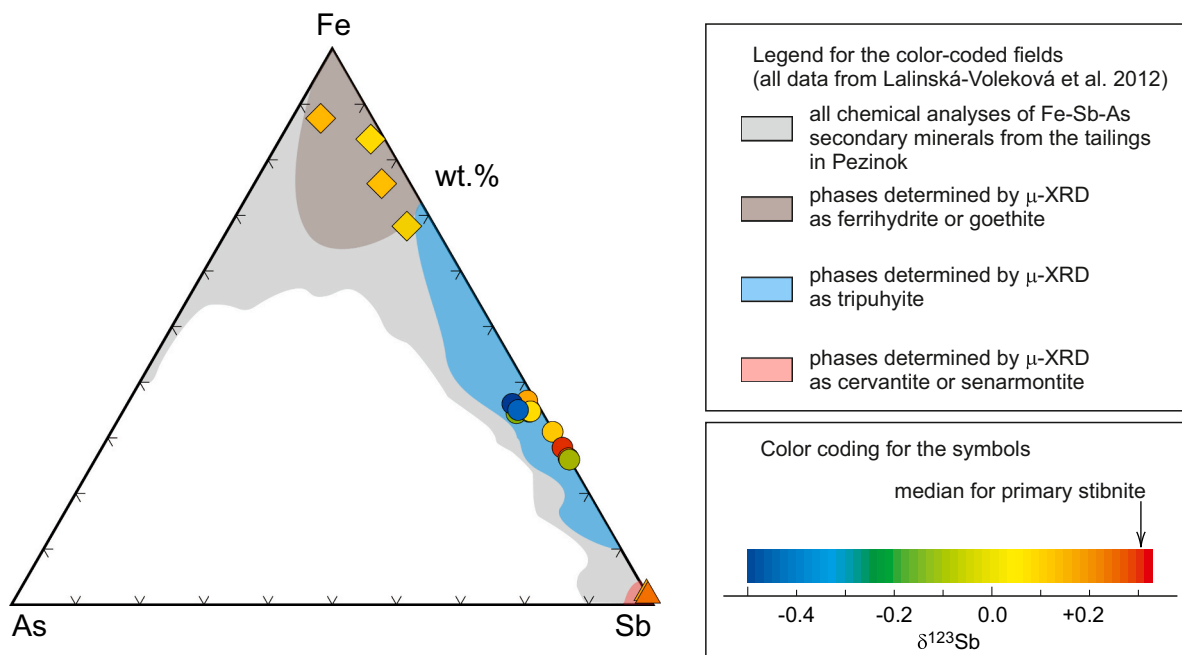 Fe
wt.%
As
Sb
Legend for the color-coded fields
(all data from Lalinská-Voleková et al. 2012)
all chemical analyses of Fe-Sb-As
secondary minerals from the tailings
in Pezinok
phases determined by μ-XRD
as ferrihydrite or goethite
phases determined by μ-XRD
as tripuhyite
phases determined by μ-XRD
as cervantite or senarmontite
Color coding for the symbols
median for primary stibnite
-0.4 -0.2 0.0 +0.2
δ¹²³Sb